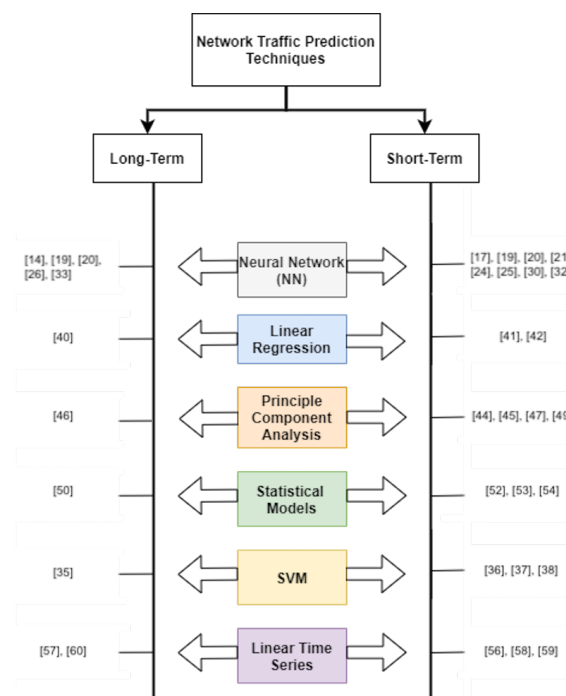 Network Traffic Prediction
Techniques
Long-Term
Short-Term
[14], [19], [20],
[26], [33]
Neural Network
(NN)
[17], [19], [20], [21
[24], [25], [30], [32
[40]
Linear
Regression
[41], [42]
[46]
Principle
Component
Analysis
[44], [45], [47], [49
[50]
Statistical
Models
[52], [53], [54]
[35]
SVM
[36], [37], [38]
[57], [60]
Linear Time
Series
[56], [58], [59]